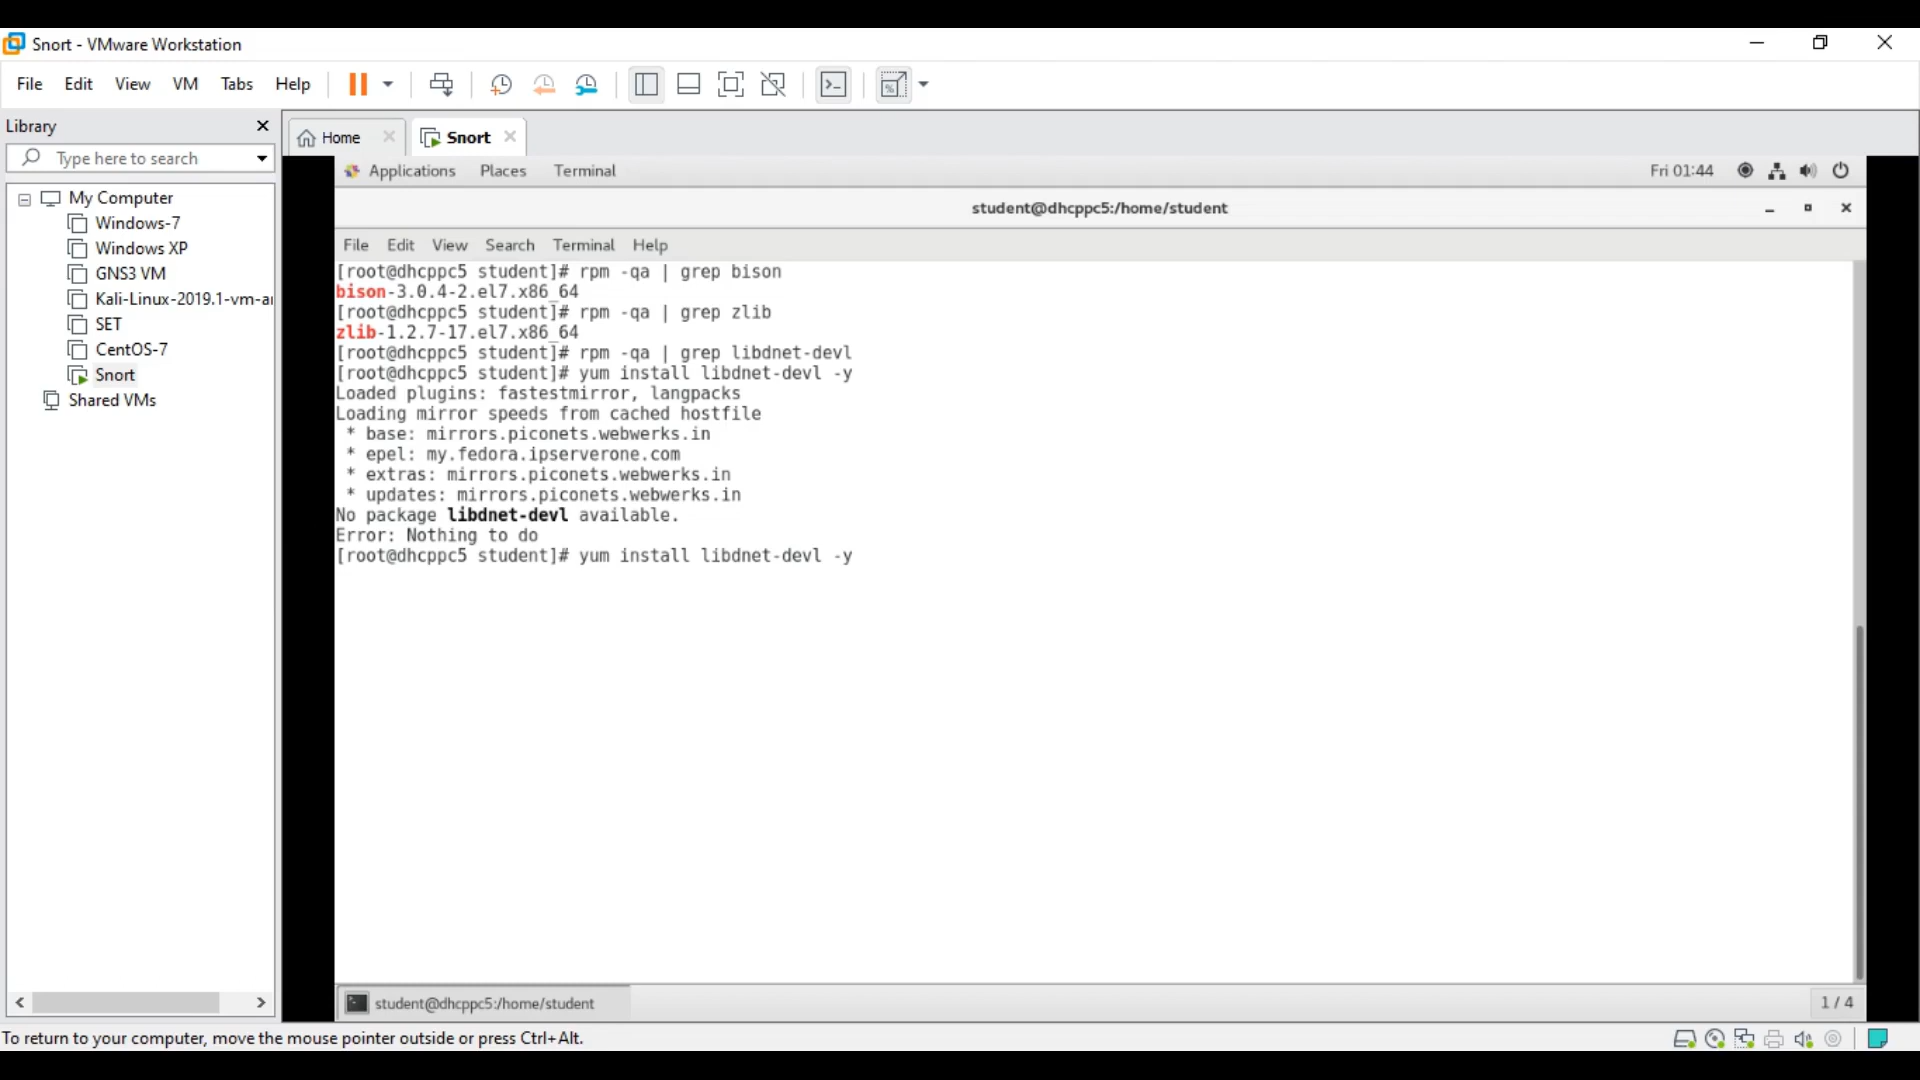 Snort - VMware Workstation
File Edit View VM Tabs Help
Library
Type here to search
My Computer
Windows-7
Windows XP
GNS3 VM
Kali-Linux-2019.1-vm-a
SET
CentOS-7
Snort
Shared VMs
Home
Snort
Applications Places Terminal
Fri 01:44
student@dhcppc5:/home/student
File Edit View Search Terminal Help
[root@dhcppc5 student]# rpm -qa | grep bison
bison-3.0.4-2.el7.x86_64
[root@dhcppc5 student]# rpm -qa | grep zlib
zlib-1.2.7-17.el7.x86_64
[root@dhcppc5 student]# rpm -qa | grep libdnet-devl
[root@dhcppc5 student]# yum install libdnet-devl -y
Loaded plugins: fastestmirror, langpacks
Loading mirror speeds from cached hostfile
* base: mirrors.piconets.webwerks.in
* epel: my.fedora.ipserverone.com
* extras: mirrors.piconets.webwerks.in
* updates: mirrors.piconets.webwerks.in
No package libdnet-devl available.
Error: Nothing to do
[root@dhcppc5 student]# yum install libdnet-devl -y
student@dhcppc5:/home/student
1 / 4
To return to your computer, move the mouse pointer outside or press Ctrl+Alt.